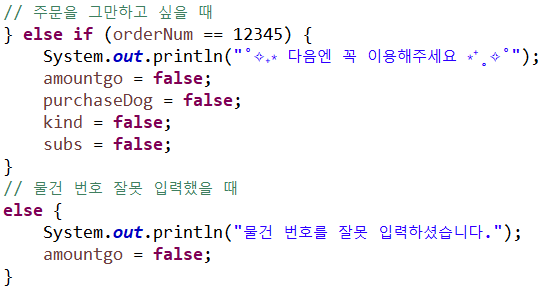 // 주문을 그만하고 싶을 때
} else if (orderNum == 12345) {
    System.out.println("˚✧₊⋆ 다음엔 꼭 이용해주세요 ⋆⁺˳✧˚");
    amountgo = false;
    purchaseDog = false;
    kind = false;
    subs = false;
}
// 물건 번호 잘못 입력했을 때
else {
    System.out.println("물건 번호를 잘못 입력하셨습니다.");
    amountgo = false;
}